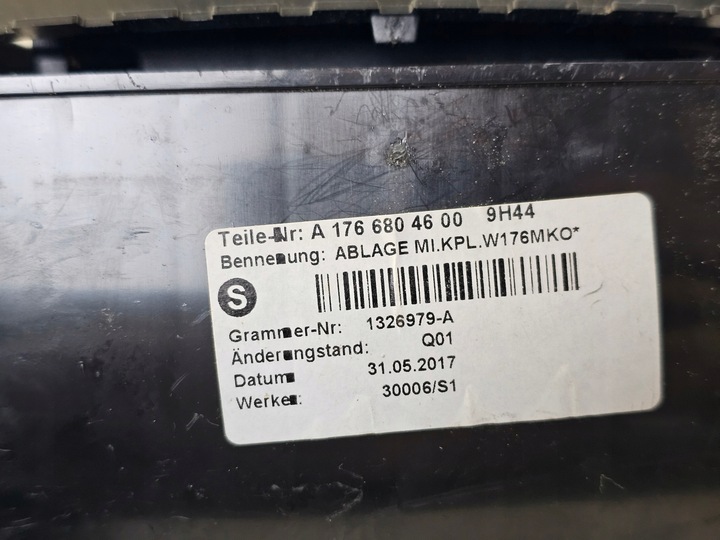 Teile-Nr: A 176 680 46 00 9H44
Bennenung: ABLAGE MI.KPL.W176MKO*
S
Grammer-Nr: 1326979-A
Änderungstand: Q01
Datum 31.05.2017
Werker: 30006/S1